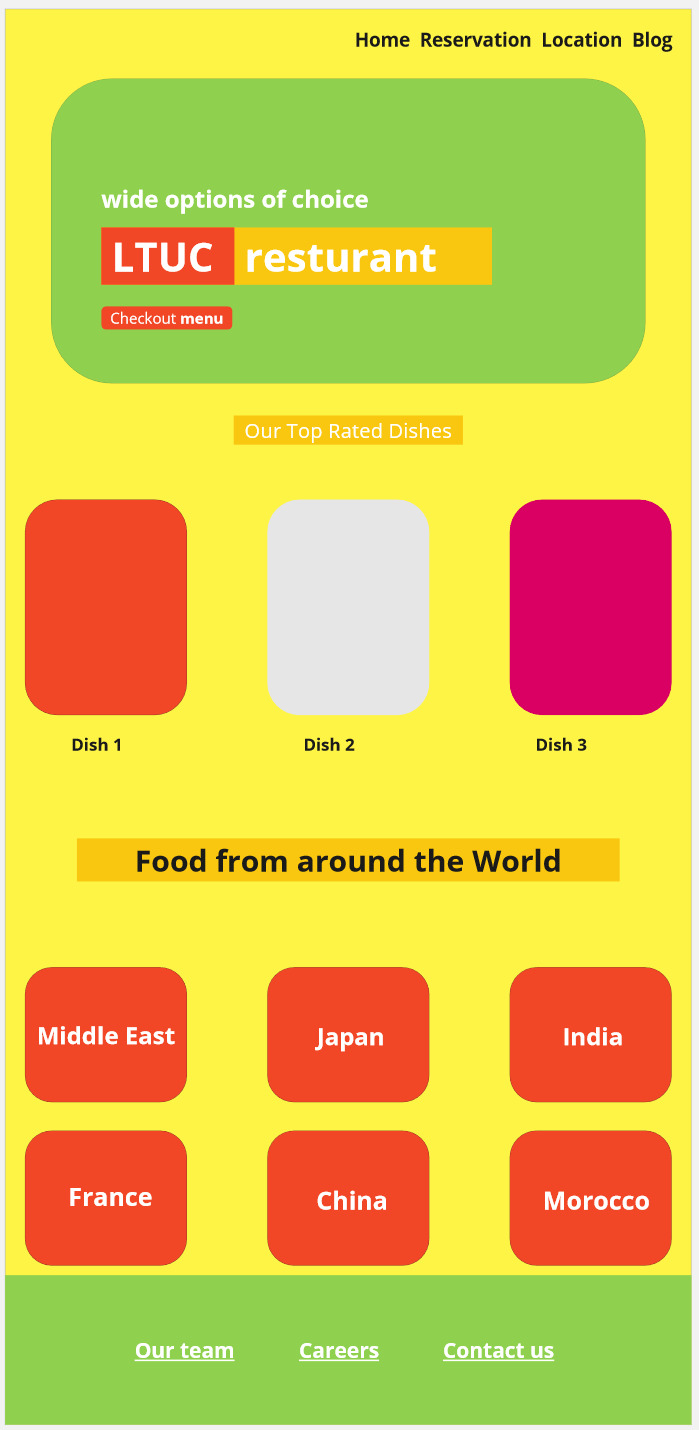 Home Reservation Location Blog
wide options of choice
LTUC resturant
Checkout menu
Our Top Rated Dishes
Dish 1 Dish 2 Dish 3
Food from around the World
Middle East Japan India
France China Morocco
Our team Careers Contact us